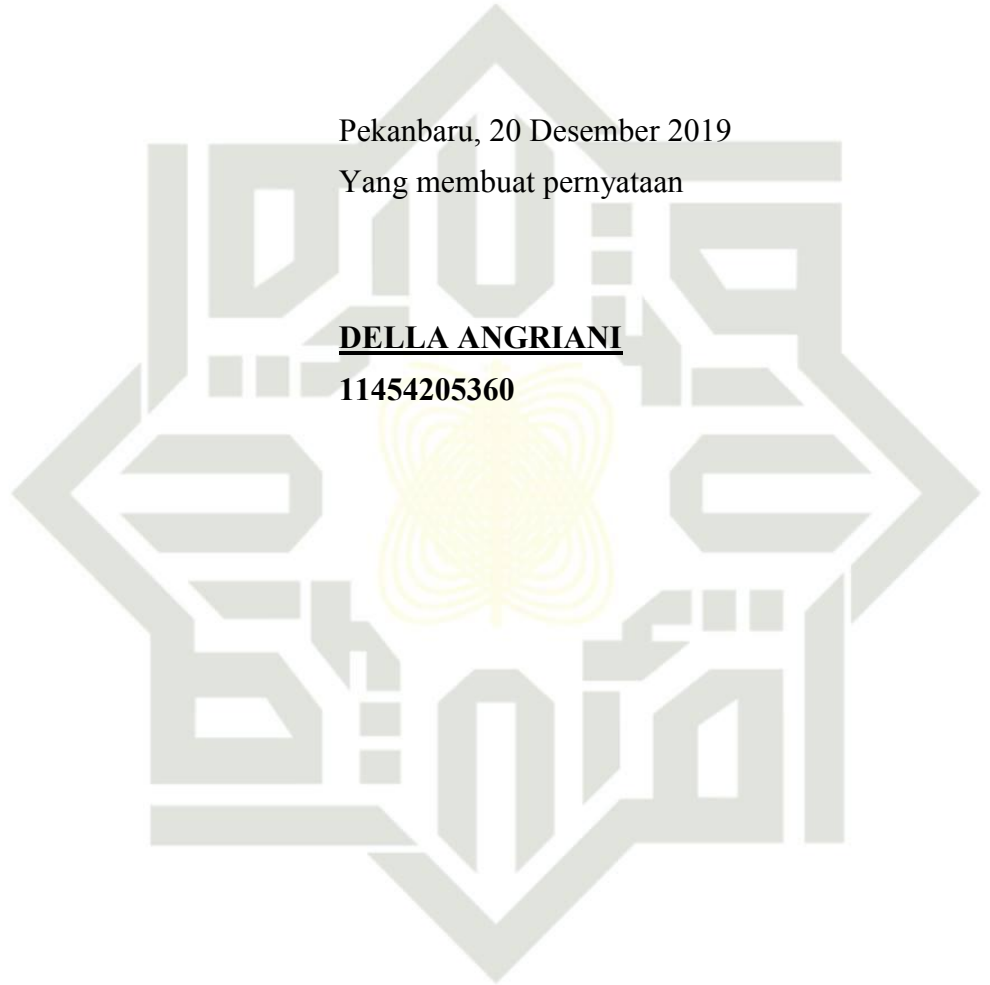 Pekanbaru, 20 Desember 2019
Yang membuat pernyataan
DELLA ANGRIANI
11454205360